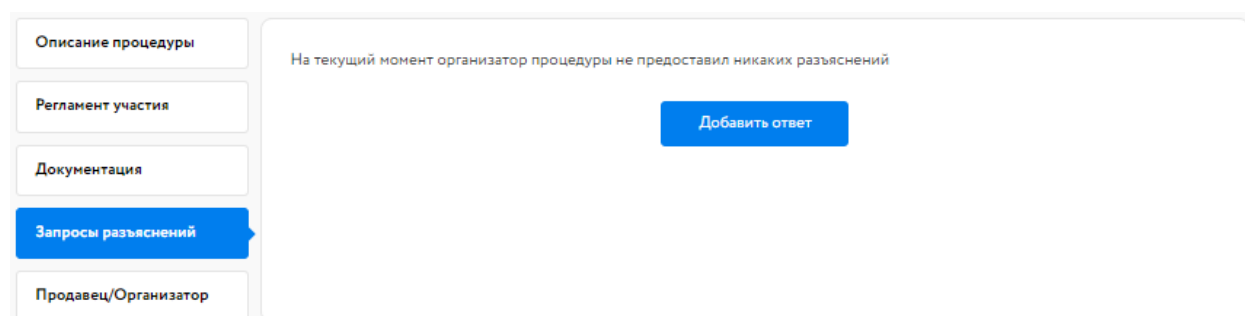 Описание процедуры
Регламент участия
Документация
Запросы разъяснений
Продавец/Организатор
На текущий момент организатор процедуры не предоставил никаких разъяснений
Добавить ответ